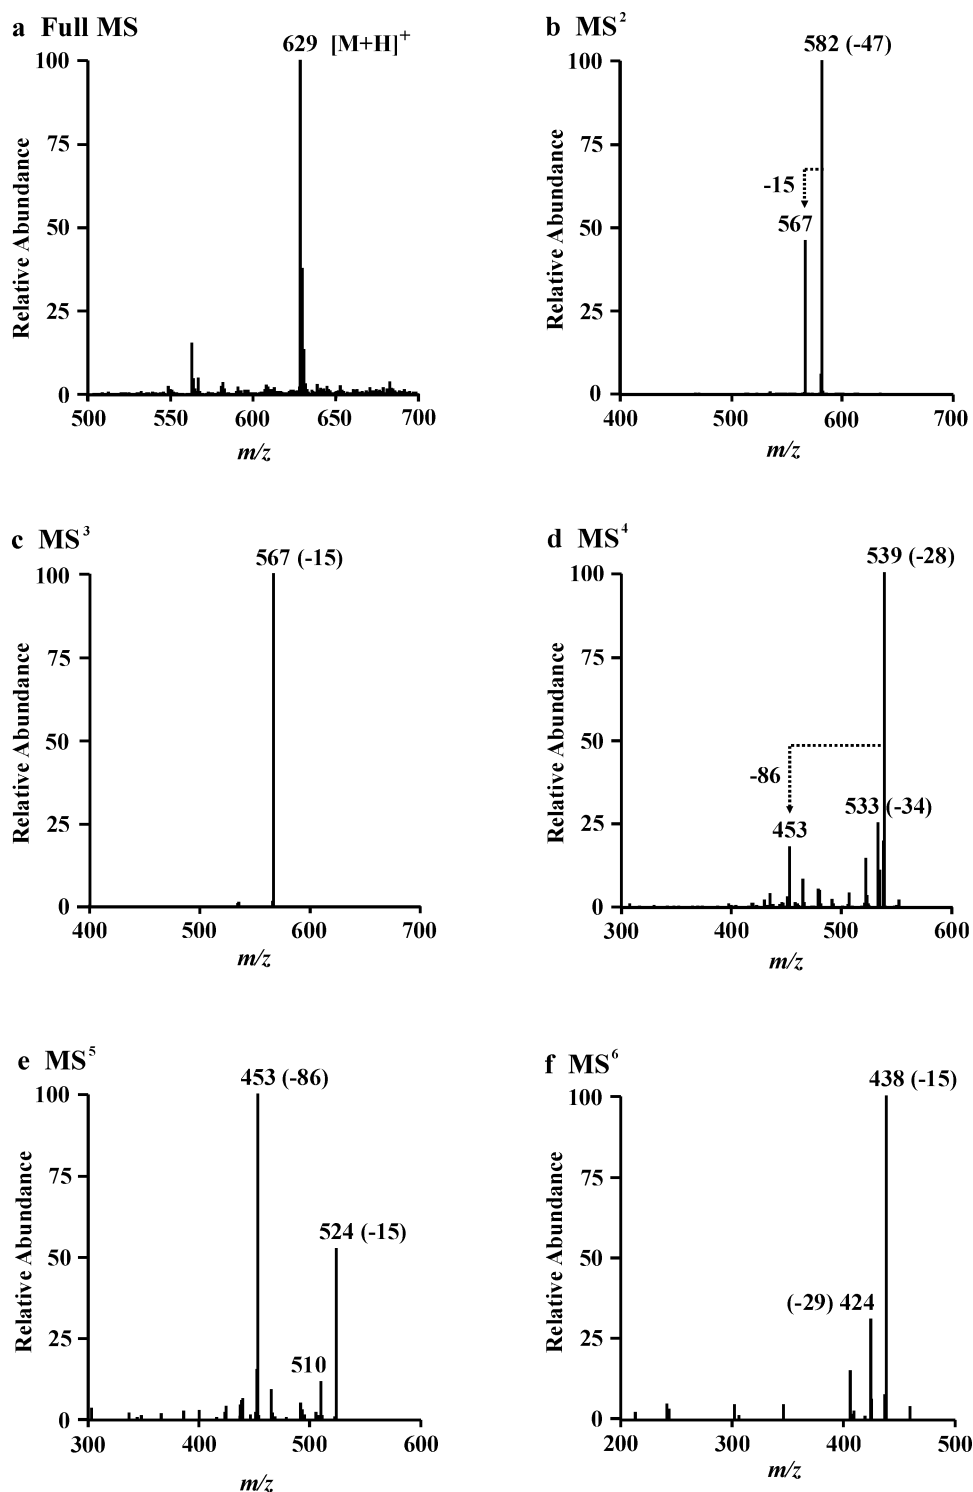 a Full MS
629 [M+H]+
100
75
50
25
0
Relative Abundance
500 550 600 650 700
m/z
b MS2
582 (-47)
-15
567
100
75
50
25
0
Relative Abundance
400 500 600 700
m/z
c MS3
567 (-15)
100
75
50
25
0
Relative Abundance
400 500 600 700
m/z
d MS4
539 (-28)
-86
533 (-34)
453
100
75
50
25
0
Relative Abundance
300 400 500 600
m/z
e MS5
453 (-86)
524 (-15)
510
100
75
50
25
0
Relative Abundance
300 400 500 600
m/z
f MS6
438 (-15)
(-29) 424
100
75
50
25
0
Relative Abundance
200 300 400 500
m/z